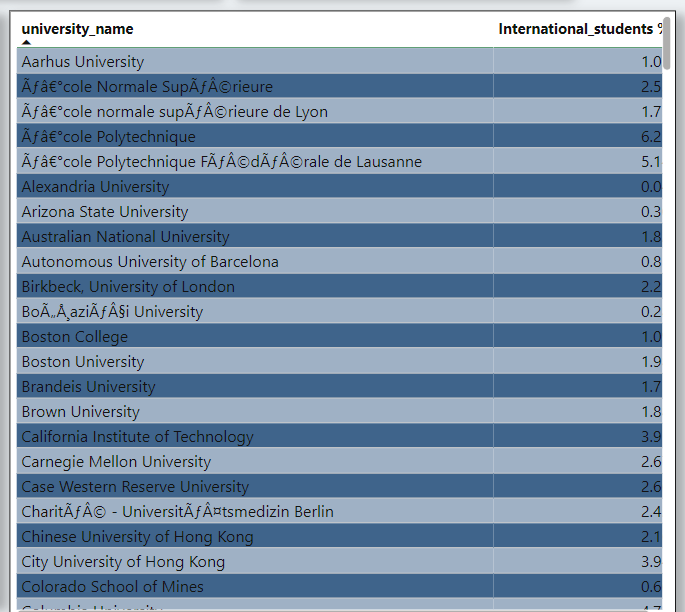 university_name International_students %
Aarhus University 1.0
Ãƒâ€°cole Normale SupÃƒÂ©rieure 2.5
Ãƒâ€°cole normale supÃƒÂ©rieure de Lyon 1.7
Ãƒâ€°cole Polytechnique 6.2
Ãƒâ€°cole Polytechnique FÃƒÂ©dÃƒÂ©rale de Lausanne 5.1
Alexandria University 0.0
Arizona State University 0.3
Australian National University 1.8
Autonomous University of Barcelona 0.8
Birkbeck, University of London 2.2
BoÃ„Å¸aziÃƒÂ§i University 0.2
Boston College 1.0
Boston University 1.9
Brandeis University 1.7
Brown University 1.8
California Institute of Technology 3.9
Carnegie Mellon University 2.6
Case Western Reserve University 2.6
CharitÃƒÂ© - UniversitÃƒÂ¤tsmedizin Berlin 2.4
Chinese University of Hong Kong 2.1
City University of Hong Kong 3.9
Colorado School of Mines 0.6
Columbia University 4.7